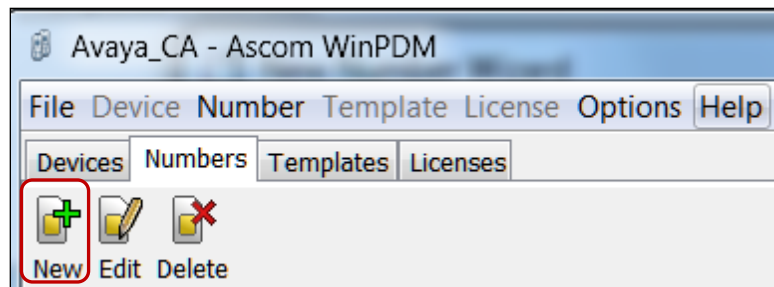 Avaya_CA - Ascom WinPDM
File Device Number Template License Options Help
Devices Numbers Templates Licenses
New Edit Delete